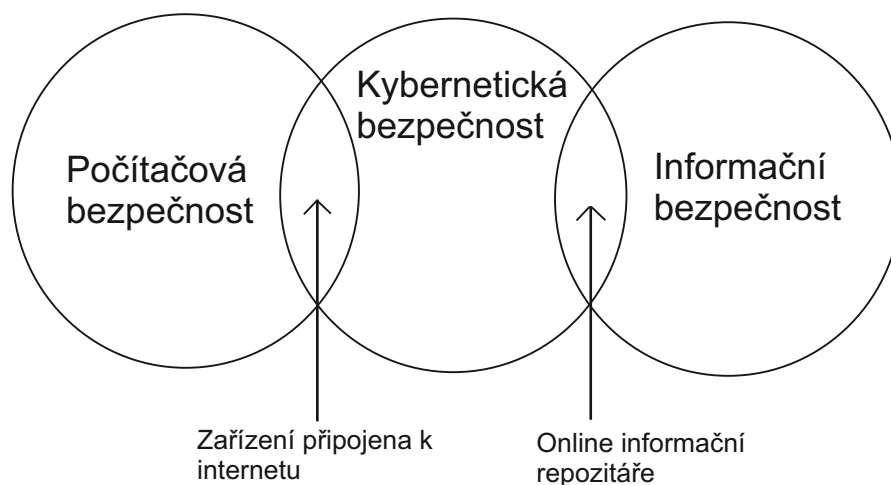 Počítačová
bezpečnost
Kybernetická
bezpečnost
Informační
bezpečnost
Zařízení připojena k
internetu
Online informační
repozitáře